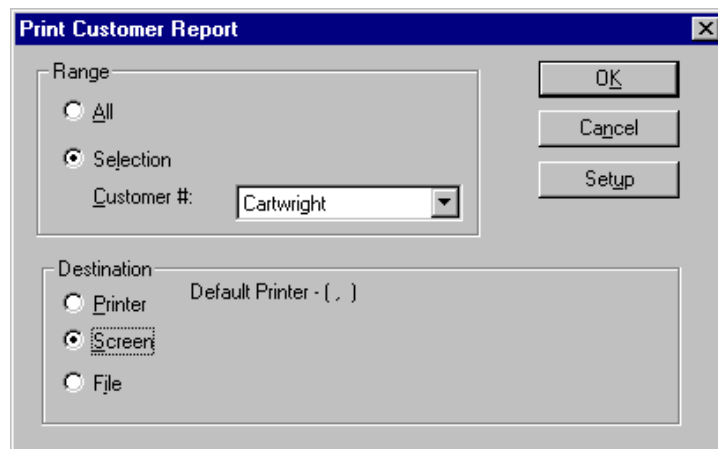 Print Customer Report
Range
All
Selection
Customer #:
Cartwright
OK
Cancel
Setup
Destination
Printer
Default Printer - ( , )
Screen
File